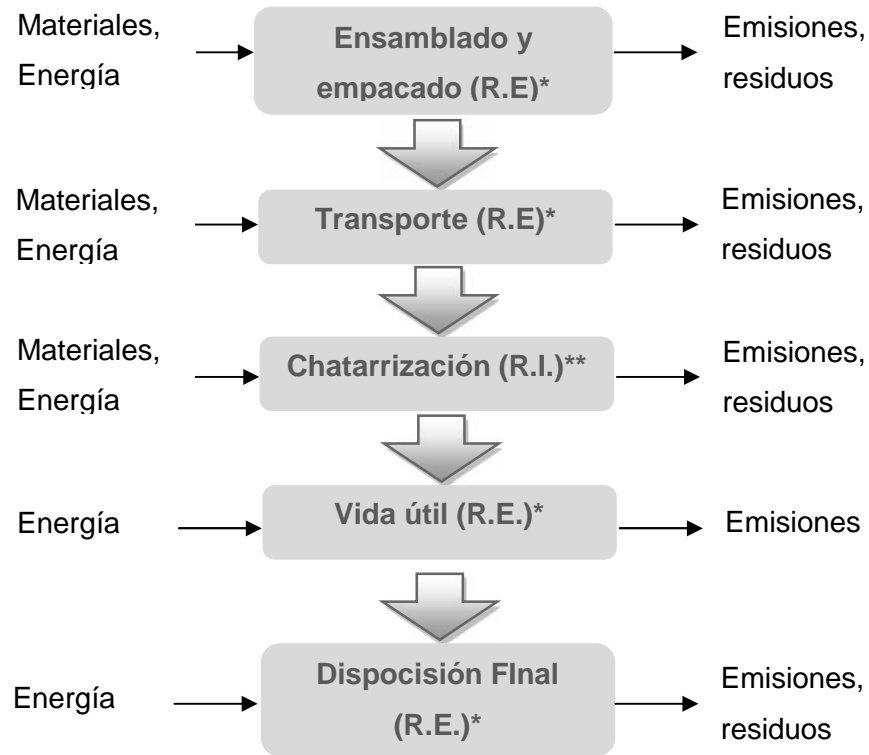 Materiales,
Energía
Ensamblado y
empacado (R.E)*
Emisiones,
residuos
Materiales,
Energía
Transporte (R.E)*
Emisiones,
residuos
Materiales,
Energía
Chatarrización (R.I.)**
Emisiones,
residuos
Energía
Vida útil (R.E.)*
Emisiones
Energía
Dispocisión FInal
(R.E.)*
Emisiones,
residuos